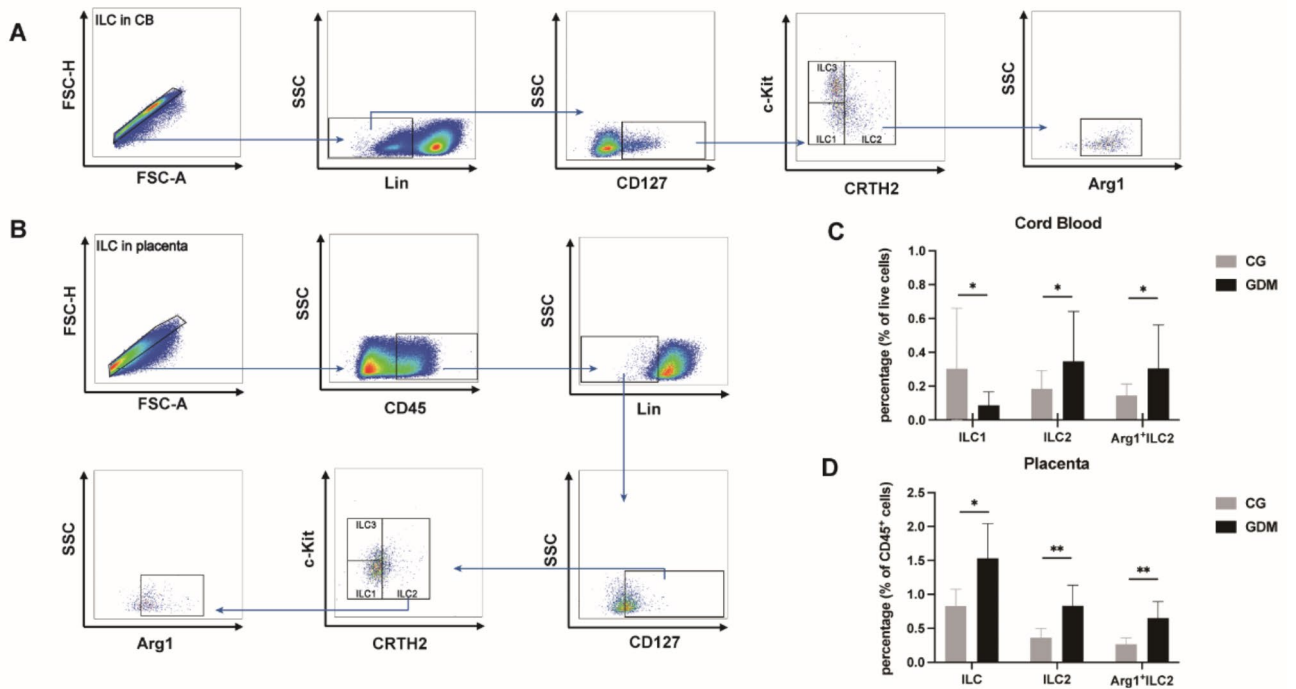 A
ILC in CB
FSC-H
FSC-A
SSC
Lin
SSC
CD127
c-Kit
ILC3
ILC1
ILC2
CRTH2
SSC
Arg1
B
ILC in placenta
FSC-H
FSC-A
SSC
CD45
SSC
Lin
SSC
Arg1
c-Kit
ILC3
ILC1
ILC2
CRTH2
SSC
CD127
C
Cord Blood
percentage (% of live cells)
1.0
0.8
0.6
0.4
0.2
0.0
*
*
*
ILC1
ILC2
Arg1⁺ILC2
CG
GDM
D
Placenta
percentage (% of CD45⁺ cells)
2.5
2.0
1.5
1.0
0.5
0.0
*
**
**
ILC
ILC2
Arg1⁺ILC2
CG
GDM